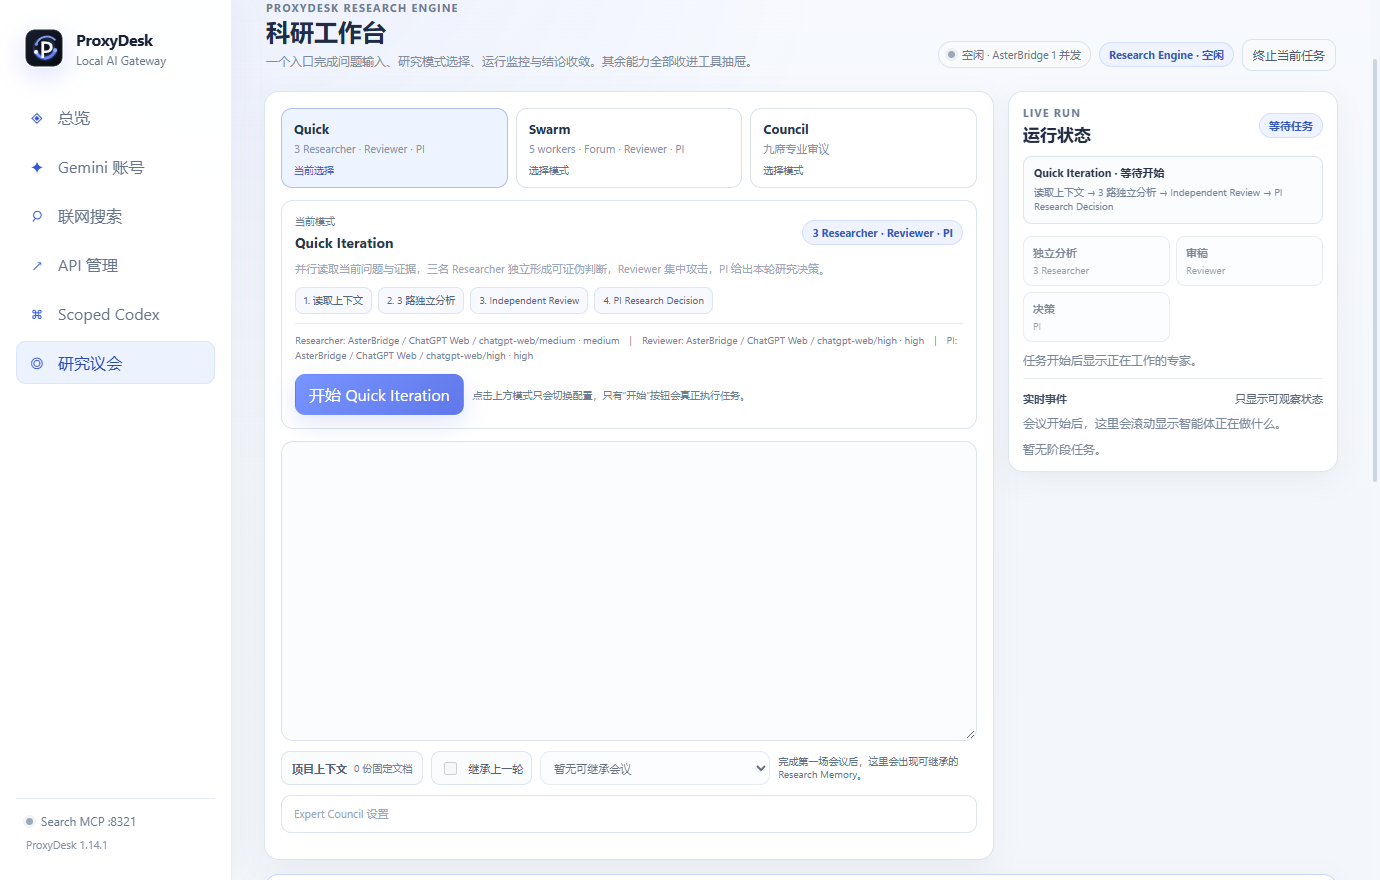 ProxyDesk
Local AI Gateway
总览
Gemini 账号
联网搜索
API 管理
Scoped Codex
研究议会
Search MCP :8321
ProxyDesk 1.14.1
PROXYDESK RESEARCH ENGINE
科研工作台
一个入口完成问题输入、研究模式选择、运行监控与结论收敛。其余能力全部收进工具抽屉。
空闲 · AsterBridge 1 并发
Research Engine · 空闲
终止当前任务
Quick
3 Researcher · Reviewer · PI
当前选择
Swarm
5 workers · Forum · Reviewer · PI
选择模式
Council
九席专业审议
选择模式
当前模式
Quick Iteration
3 Researcher · Reviewer · PI
并行读取当前问题与证据，三名 Researcher 独立形成可证伪判断，Reviewer 集中攻击，PI 给出本轮研究决策。
1. 读取上下文
2. 3 路独立分析
3. Independent Review
4. PI Research Decision
Researcher: AsterBridge / ChatGPT Web / chatgpt-web/medium · medium | Reviewer: AsterBridge / ChatGPT Web / chatgpt-web/high · high | PI:
AsterBridge / ChatGPT Web / chatgpt-web/high · high
开始 Quick Iteration
点击上方模式只会切换配置，只有“开始”按钮会真正执行任务。
项目上下文 0 份固定文档
继承上一轮
暂无可继承会议
完成第一场会议后，这里会出现可继承的
Research Memory。
Expert Council 设置
LIVE RUN
运行状态
等待任务
Quick Iteration · 等待开始
读取上下文 → 3 路独立分析 → Independent Review → PI
Research Decision
独立分析
3 Researcher
审稿
Reviewer
决策
PI
任务开始后显示正在工作的专家。
实时事件
只显示可观察状态
会议开始后，这里会滚动显示智能体正在做什么。
暂无阶段任务。